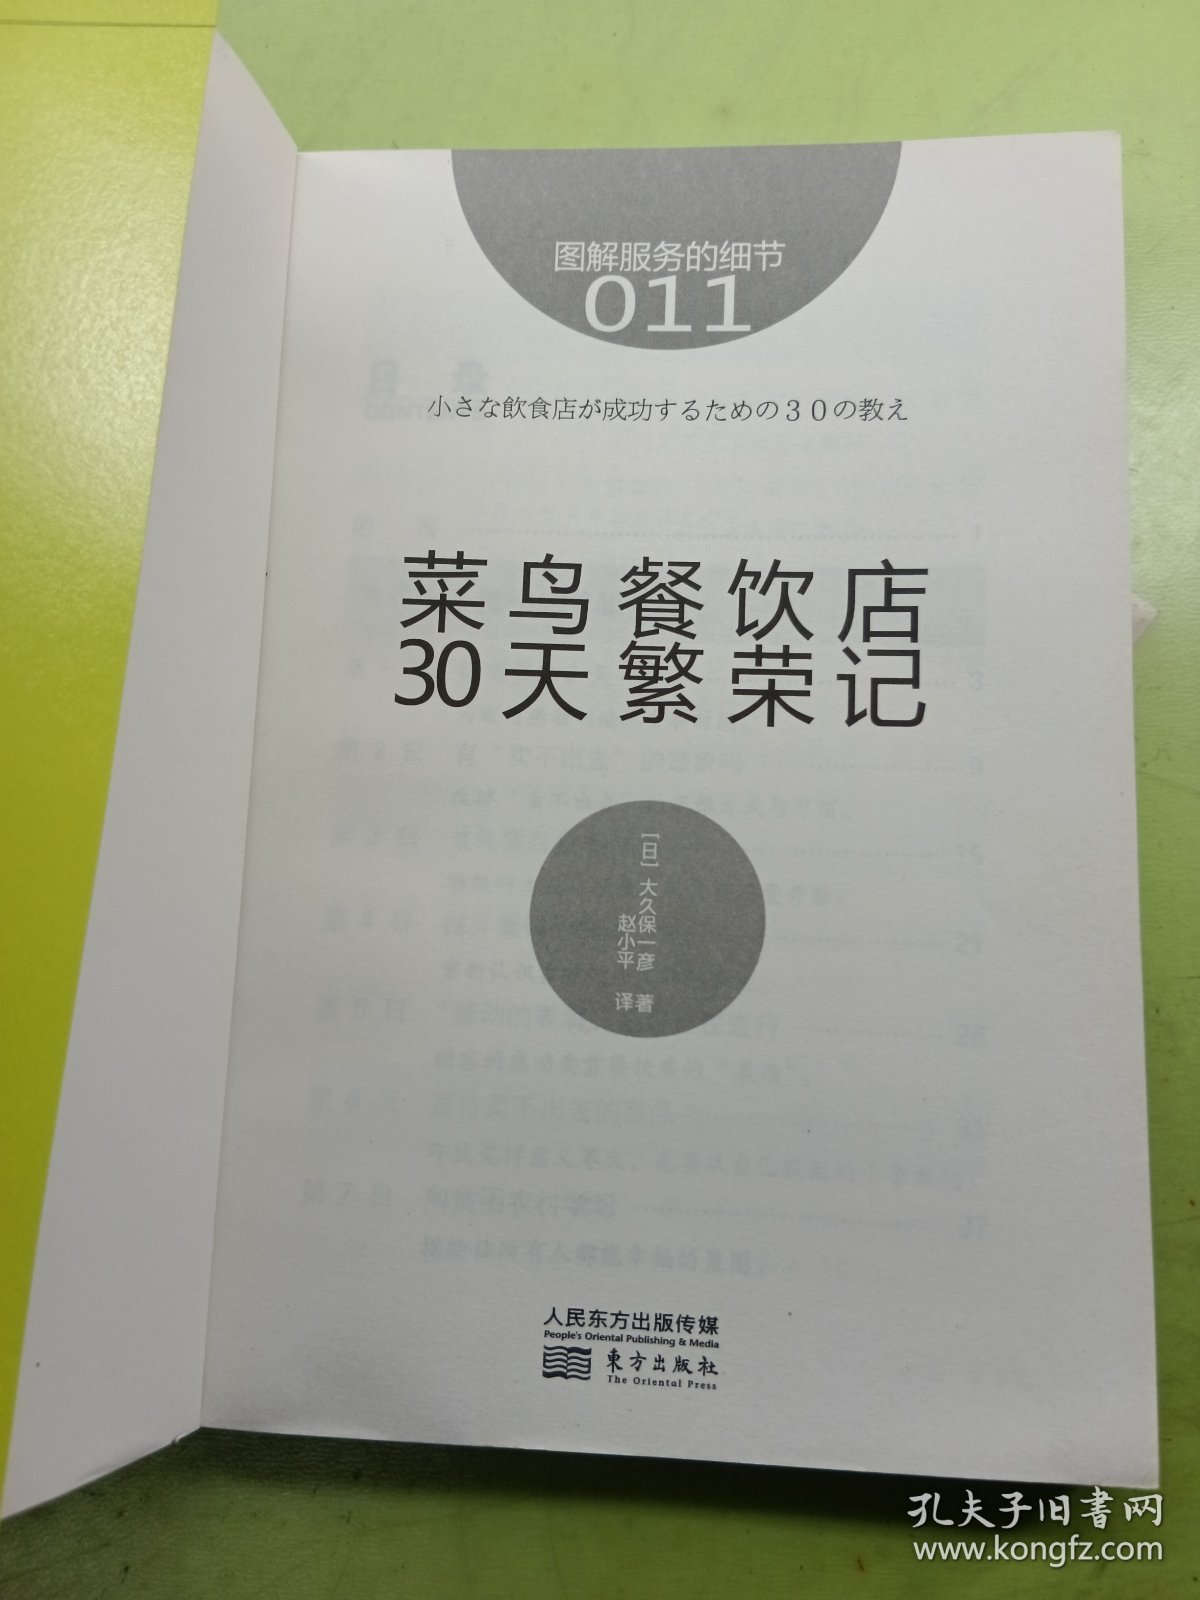 图解服务的细节
011
小さな飲食店が成功するための３０の教え
菜鸟餐饮店
30天繁荣记
[日] 大久保一彦 著
赵小平 译
人民东方出版传媒
People's Oriental Publishing & Media
東方出版社
The Oriental Press
孔夫子旧书网
www.kongfz.com